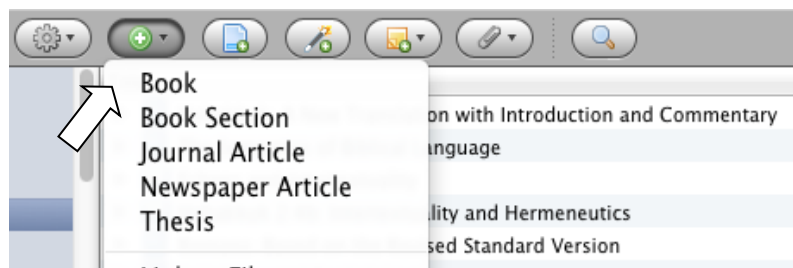 Book
Book Section
on with Introduction and Commentary
Journal Article
anguage
Newspaper Article
Thesis
lity and Hermeneutics
sed Standard Version